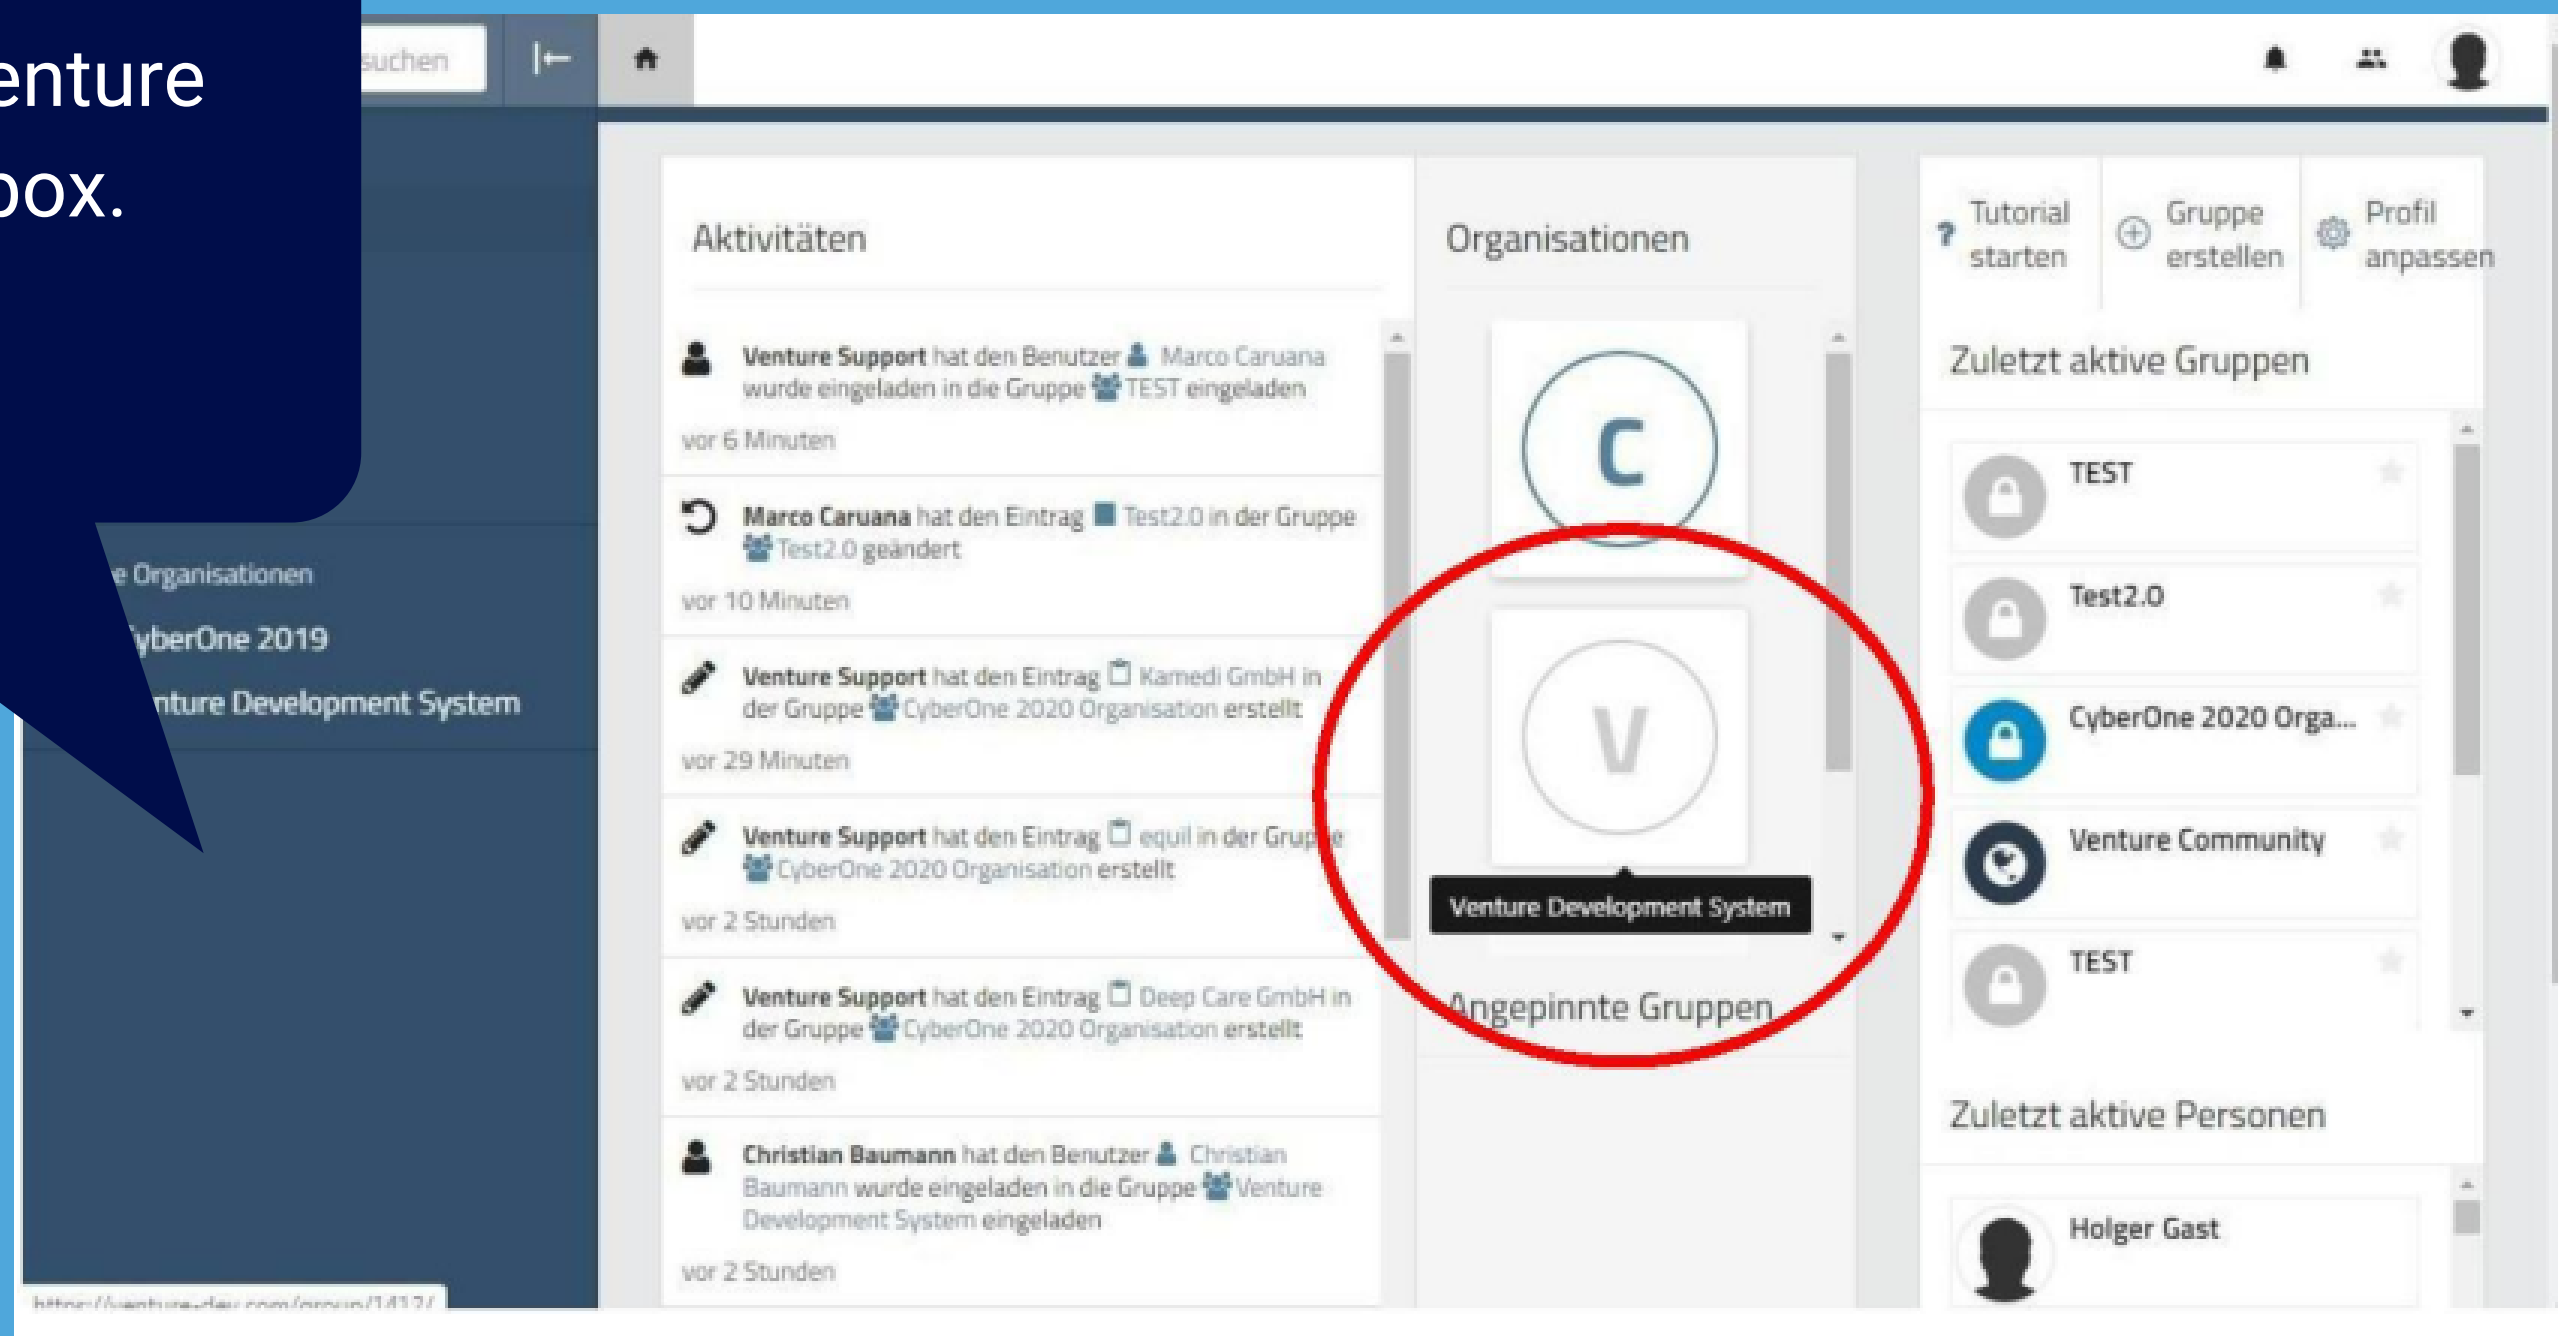 enture
box.
suchen
e Organisationen
yberOne 2019
nture Development System
https://venture-dev.com/group/1412/
Aktivitäten
Venture Support hat den Benutzer Marco Caruana
wurde eingeladen in die Gruppe TEST eingeladen
vor 6 Minuten
Marco Caruana hat den Eintrag Test2.0 in der Gruppe
Test2.0 geändert
vor 10 Minuten
Venture Support hat den Eintrag Kamedi GmbH in
der Gruppe CyberOne 2020 Organisation erstellt
vor 29 Minuten
Venture Support hat den Eintrag equil in der Gruppe
CyberOne 2020 Organisation erstellt
vor 2 Stunden
Venture Support hat den Eintrag Deep Care GmbH in
der Gruppe CyberOne 2020 Organisation erstellt
vor 2 Stunden
Christian Baumann hat den Benutzer Christian
Baumann wurde eingeladen in die Gruppe Venture
Development System eingeladen
vor 2 Stunden
Organisationen
C
V
Venture Development System
Angepinnte Gruppen
? Tutorial
starten
Gruppe
erstellen
Profil
anpassen
Zuletzt aktive Gruppen
TEST
Test2.0
CyberOne 2020 Orga...
Venture Community
TEST
Zuletzt aktive Personen
Holger Gast